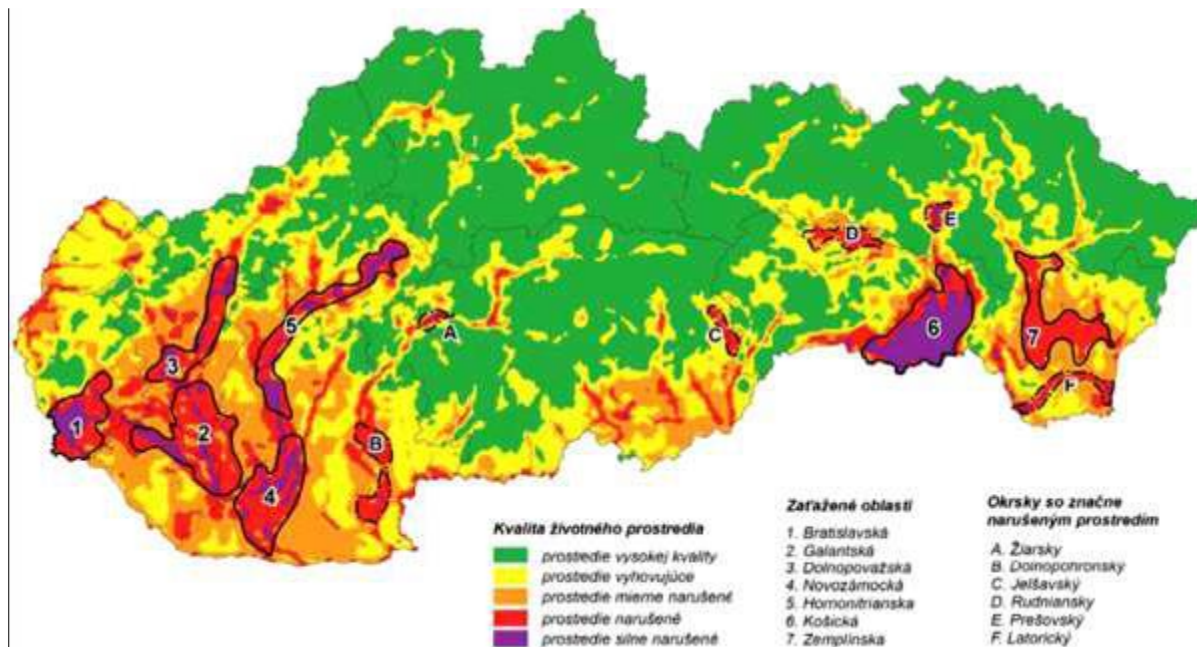 1
2
3
4
5
6
7
A
B
C
D
E
F
Kvalita životného prostredia
prostredie vysokej kvality
prostredie vyhovujúce
prostredie mierne narušené
prostredie narušené
prostredie silne narušené
Zaťažené oblasti
1. Bratislavská
2. Galantská
3. Dolnopovažská
4. Novozámocká
5. Hornonitrianska
6. Košická
7. Zemplínska
Okrsky so značne
narušeným prostredím
A. Žiarsky
B. Dolnopohronský
C. Jelšavský
D. Rudniansky
E. Prešovský
F. Latorický